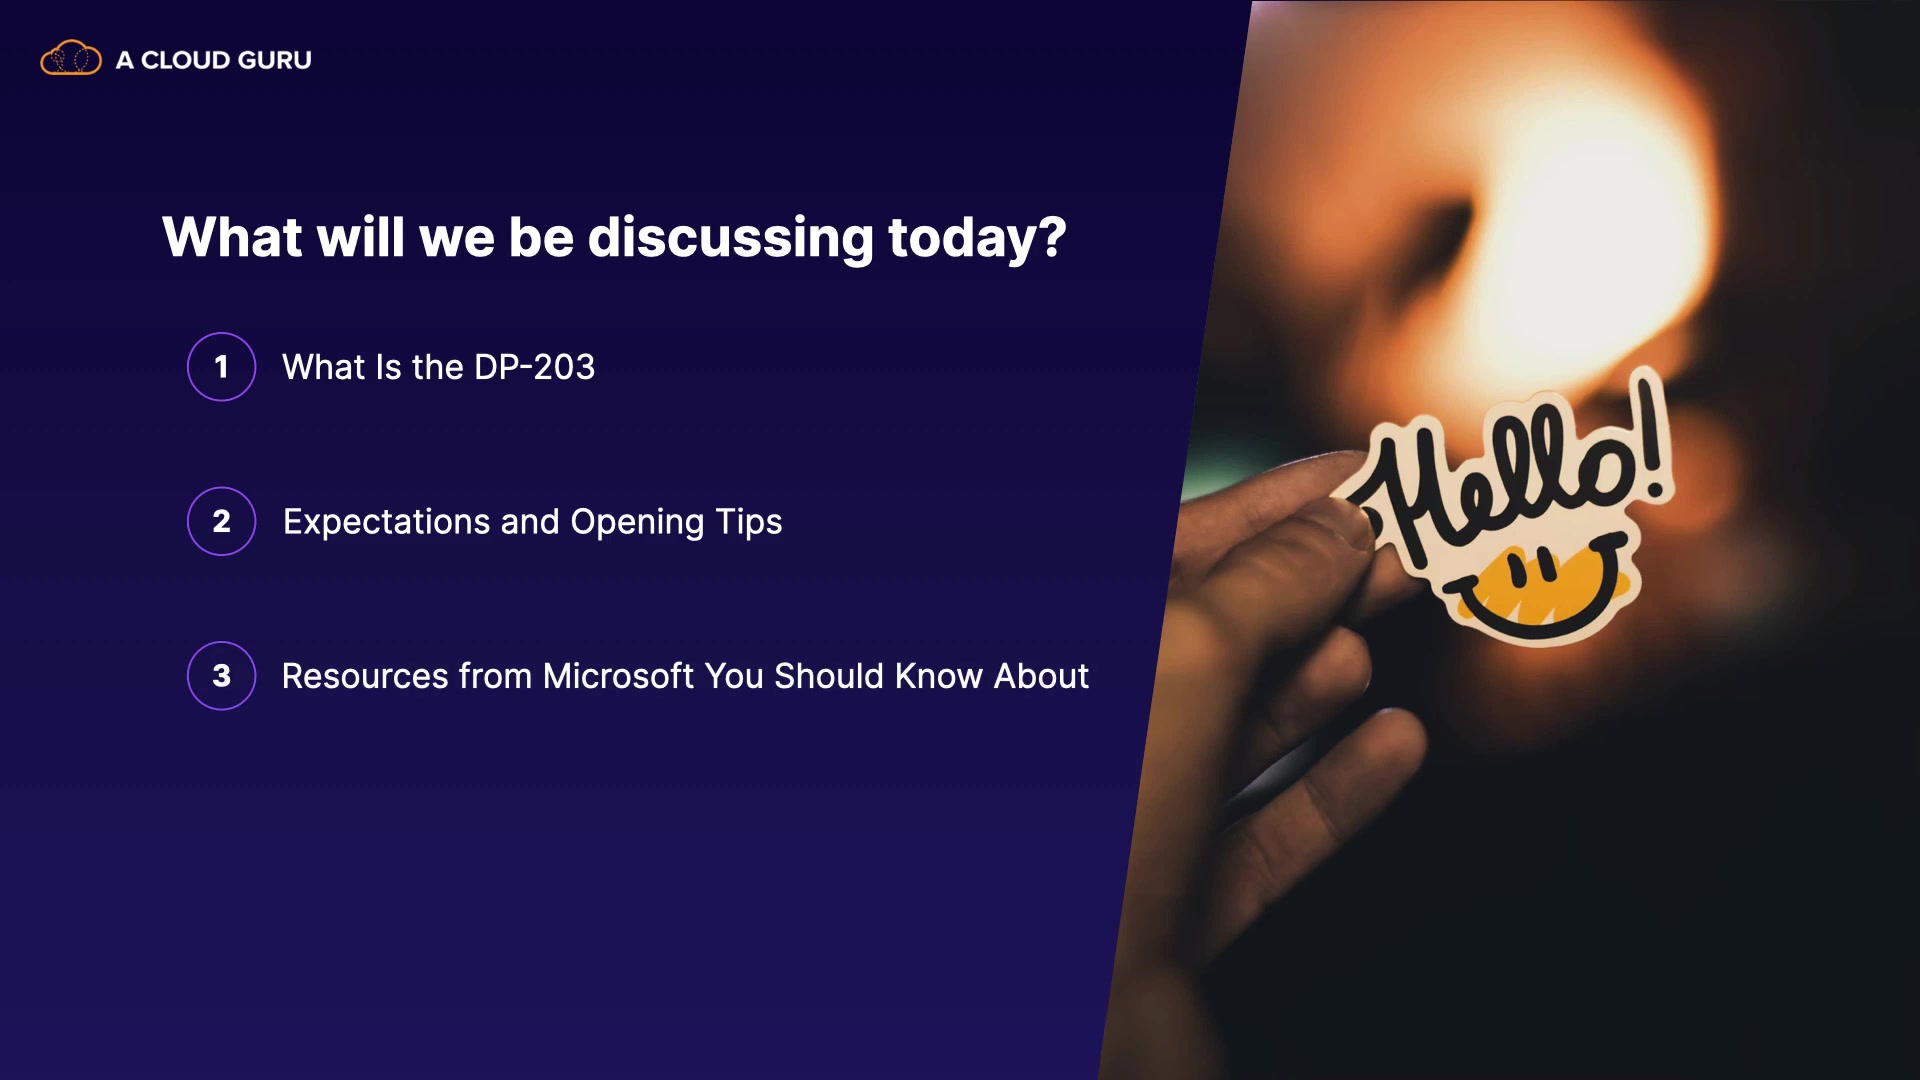 A CLOUD GURU
What will we be discussing today?
1 What Is the DP-203
2 Expectations and Opening Tips
3 Resources from Microsoft You Should Know About
Hello!